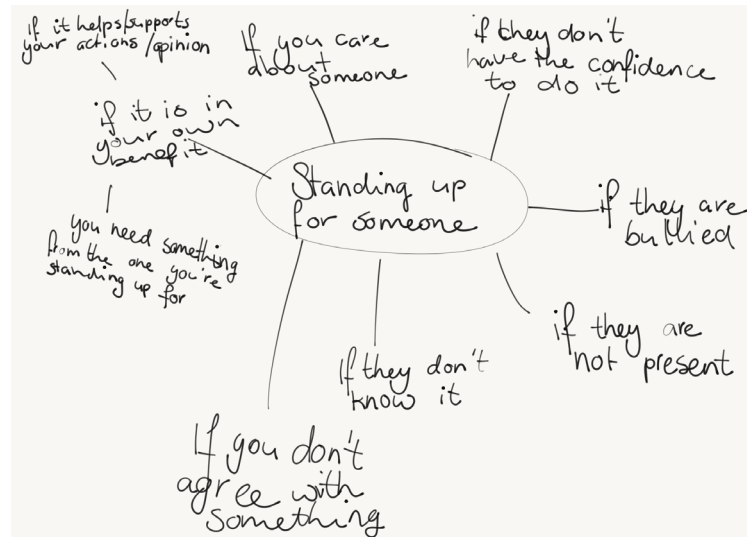 if it helps/supports
your actions/opinion
if it is in
your own
benefit
you need something
from the one you're
standing up for
If you care
about
someone
if they don't
have the confidence
to do it
Standing up
for someone
if they are
bullied
if they are
not present
If they don't
know it
If you don't
agree with
something